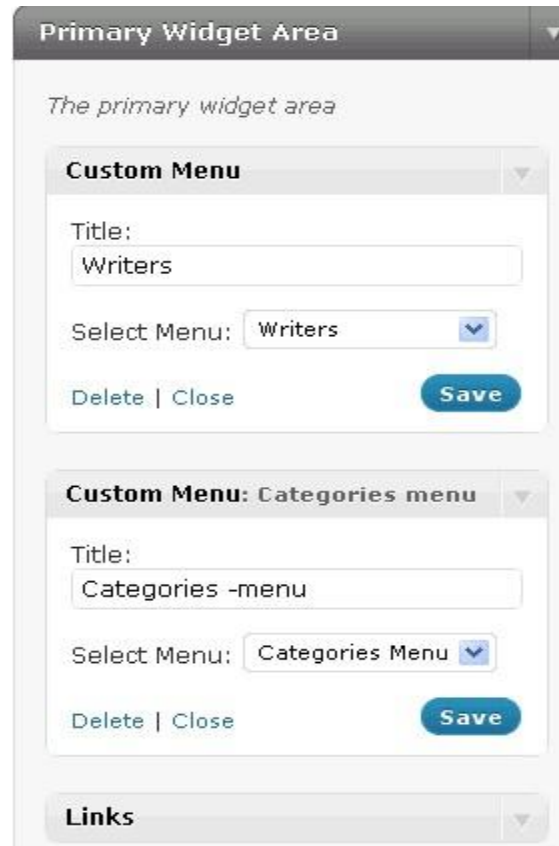 Primary Widget Area
The primary widget area
Custom Menu
Title:
Writers
Select Menu: Writers
Delete | Close Save
Custom Menu: Categories menu
Title:
Categories -menu
Select Menu: Categories Menu
Delete | Close Save
Links